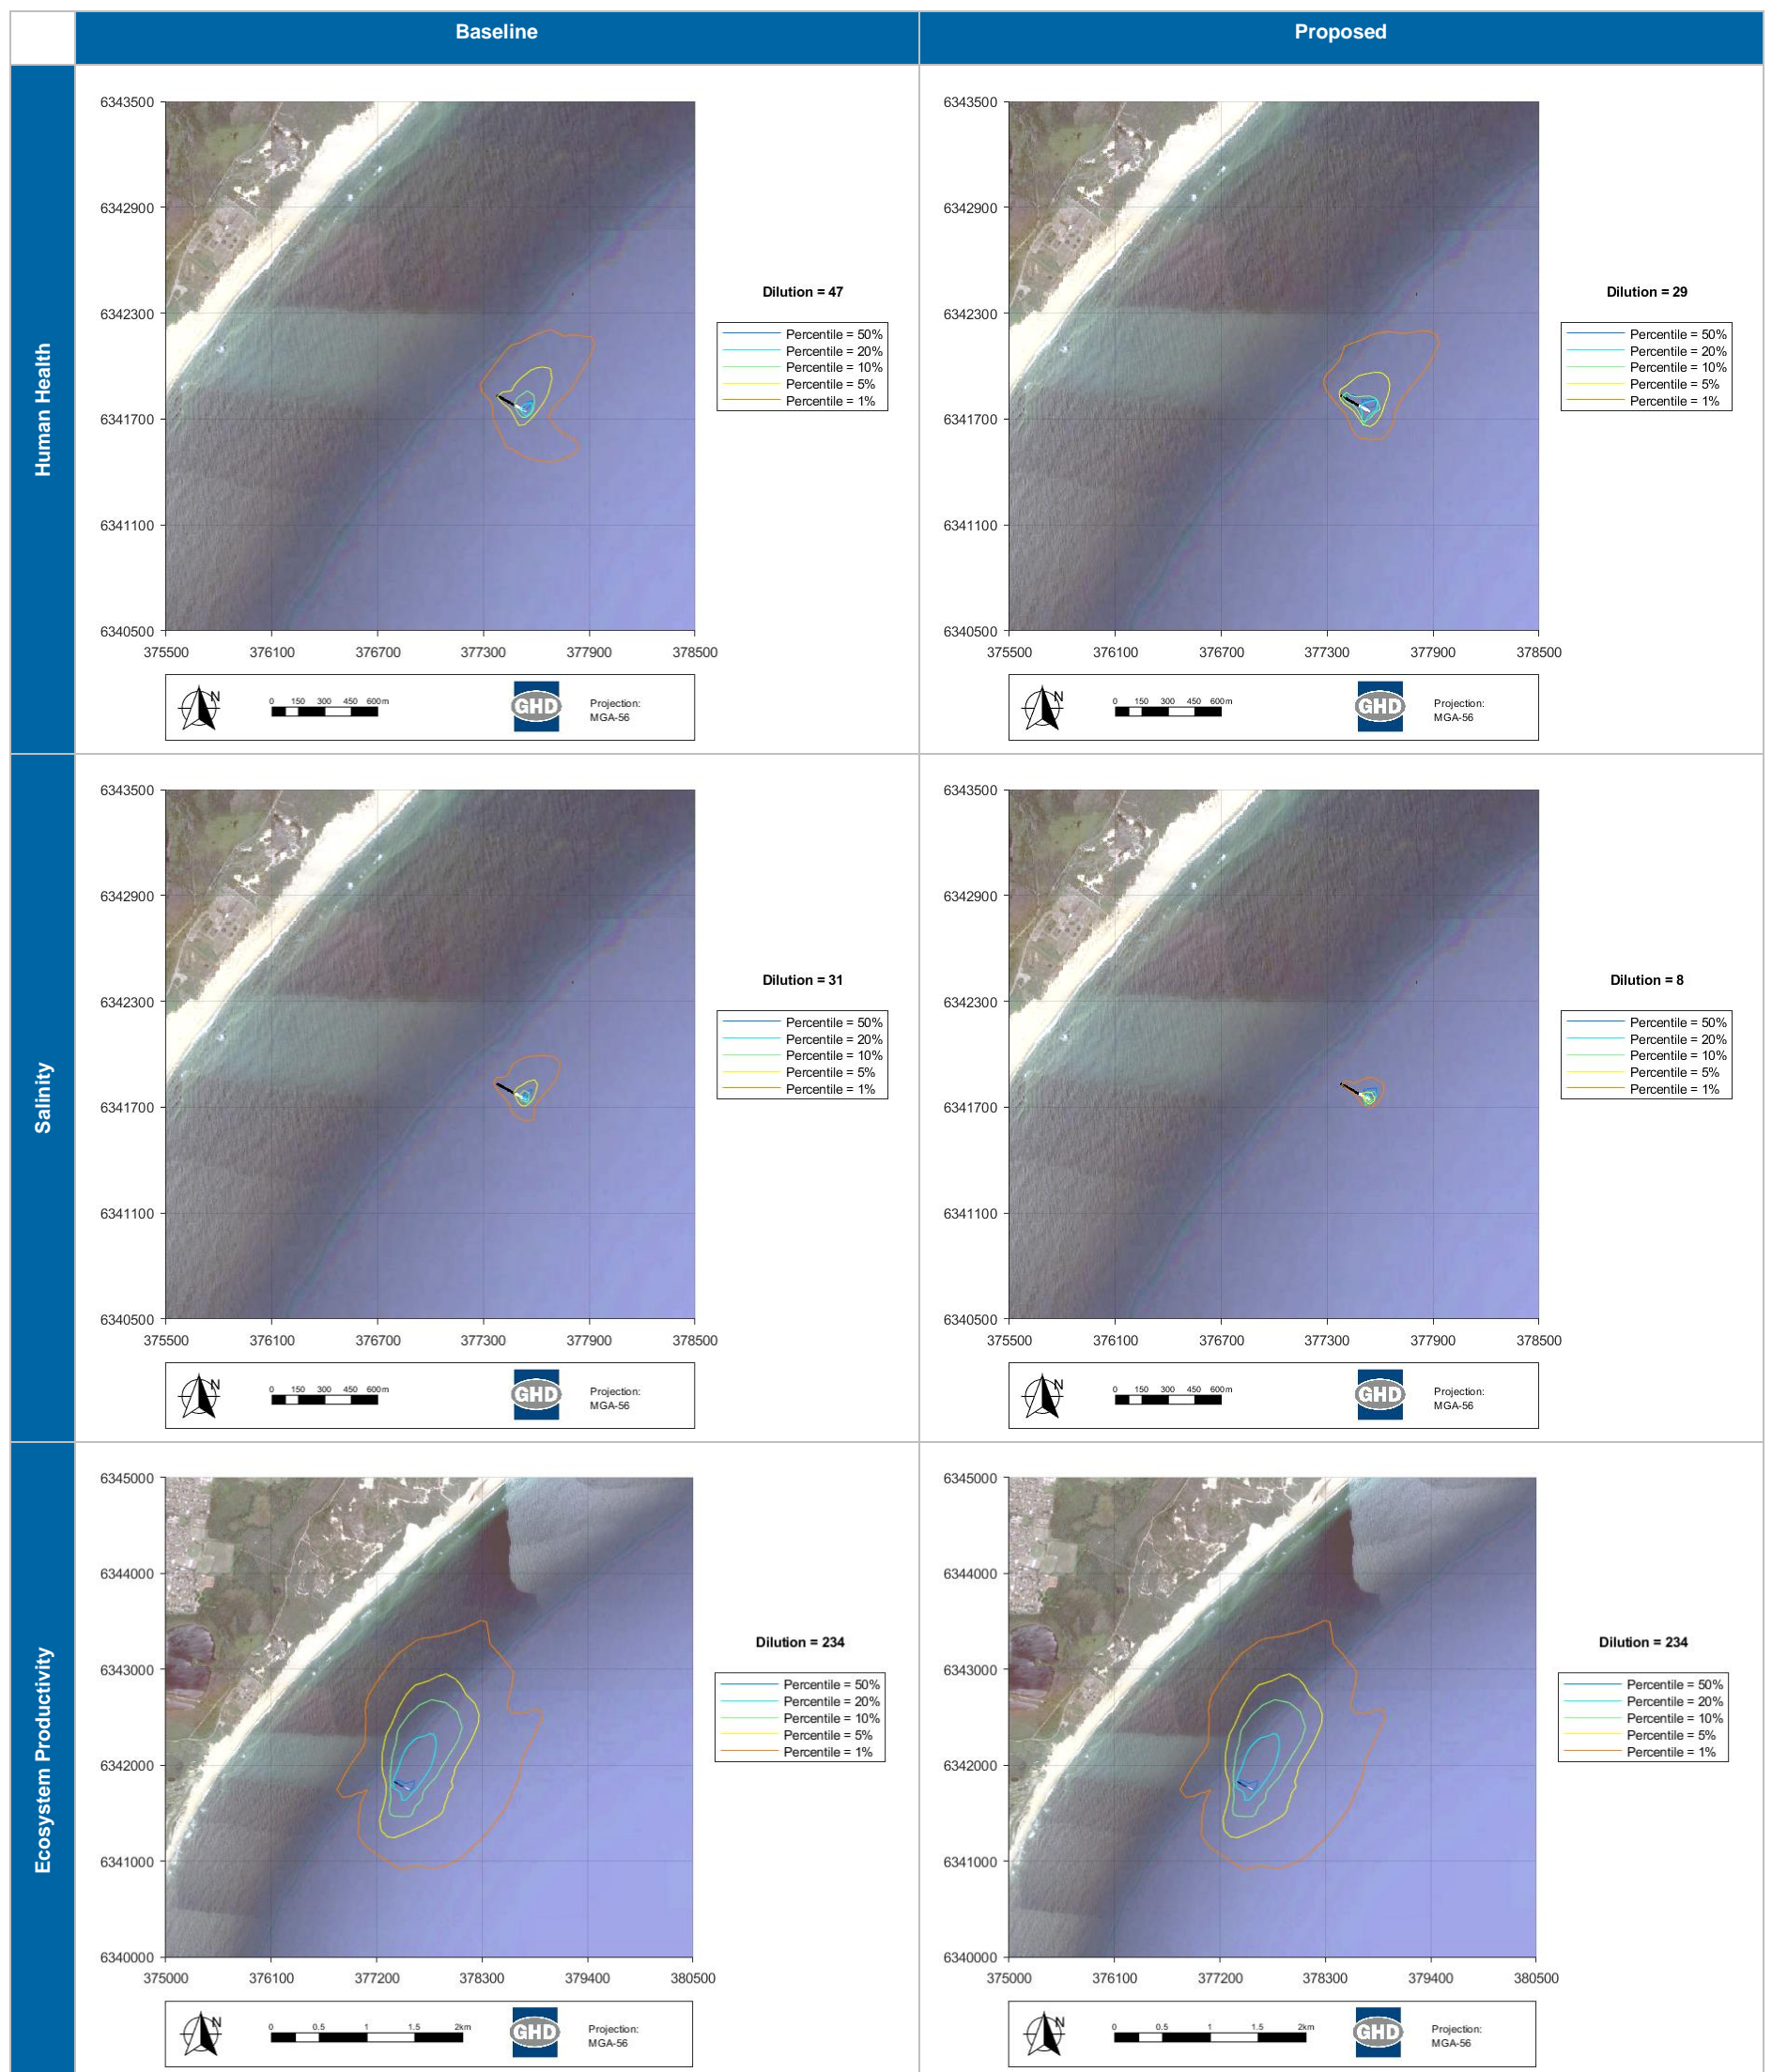 Baseline
Proposed
Human Health
6343500
6342900
6342300
6341700
6341100
6340500
375500 376100 376700 377300 377900 378500
Dilution = 47
Percentile = 50%
Percentile = 20%
Percentile = 10%
Percentile = 5%
Percentile = 1%
N
0 150 300 450 600m
GHD
Projection:
MGA-56
6343500
6342900
6342300
6341700
6341100
6340500
375500 376100 376700 377300 377900 378500
Dilution = 29
Percentile = 50%
Percentile = 20%
Percentile = 10%
Percentile = 5%
Percentile = 1%
N
0 150 300 450 600m
GHD
Projection:
MGA-56
Salinity
6343500
6342900
6342300
6341700
6341100
6340500
375500 376100 376700 377300 377900 378500
Dilution = 31
Percentile = 50%
Percentile = 20%
Percentile = 10%
Percentile = 5%
Percentile = 1%
N
0 150 300 450 600m
GHD
Projection:
MGA-56
6343500
6342900
6342300
6341700
6341100
6340500
375500 376100 376700 377300 377900 378500
Dilution = 8
Percentile = 50%
Percentile = 20%
Percentile = 10%
Percentile = 5%
Percentile = 1%
N
0 150 300 450 600m
GHD
Projection:
MGA-56
Ecosystem Productivity
6345000
6344000
6343000
6342000
6341000
6340000
375000 376100 377200 378300 379400 380500
Dilution = 234
Percentile = 50%
Percentile = 20%
Percentile = 10%
Percentile = 5%
Percentile = 1%
N
0 0.5 1 1.5 2km
GHD
Projection:
MGA-56
6345000
6344000
6343000
6342000
6341000
6340000
375000 376100 377200 378300 379400 380500
Dilution = 234
Percentile = 50%
Percentile = 20%
Percentile = 10%
Percentile = 5%
Percentile = 1%
N
0 0.5 1 1.5 2km
GHD
Projection:
MGA-56